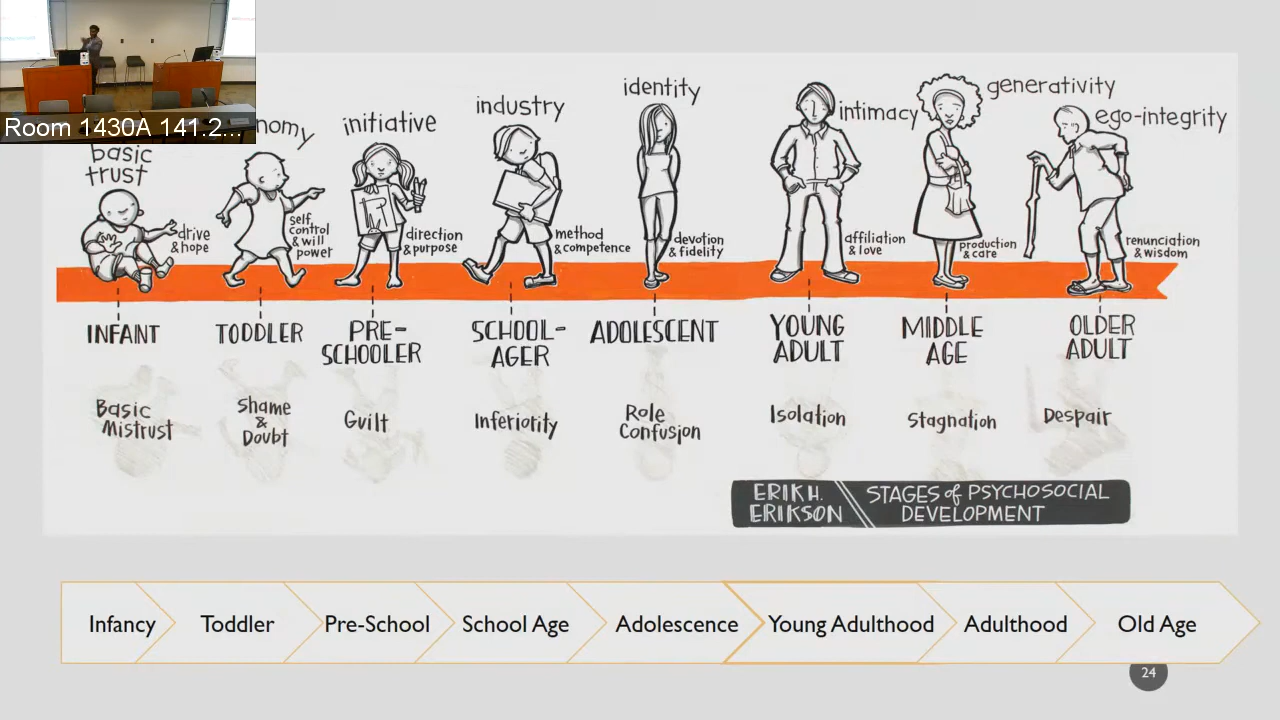 Room 1430A 141.2...
basic
trust
nomy
initiative
industry
identity
intimacy
generativity
ego-integrity
drive
& hope
self
control
& will
power
direction
& purpose
method
& competence
devotion
& fidelity
affiliation
& love
production
& care
renunciation
& wisdom
INFANT
TODDLER
PRE-
SCHOOLER
SCHOOL-
AGER
ADOLESCENT
YOUNG
ADULT
MIDDLE
AGE
OLDER
ADULT
Basic
Mistrust
Shame
&
Doubt
Guilt
Inferiority
Role
Confusion
Isolation
Stagnation
Despair
ERIK H.
ERIKSON
STAGES of PSYCHOSOCIAL
DEVELOPMENT
Infancy
Toddler
Pre-School
School Age
Adolescence
Young Adulthood
Adulthood
Old Age
24